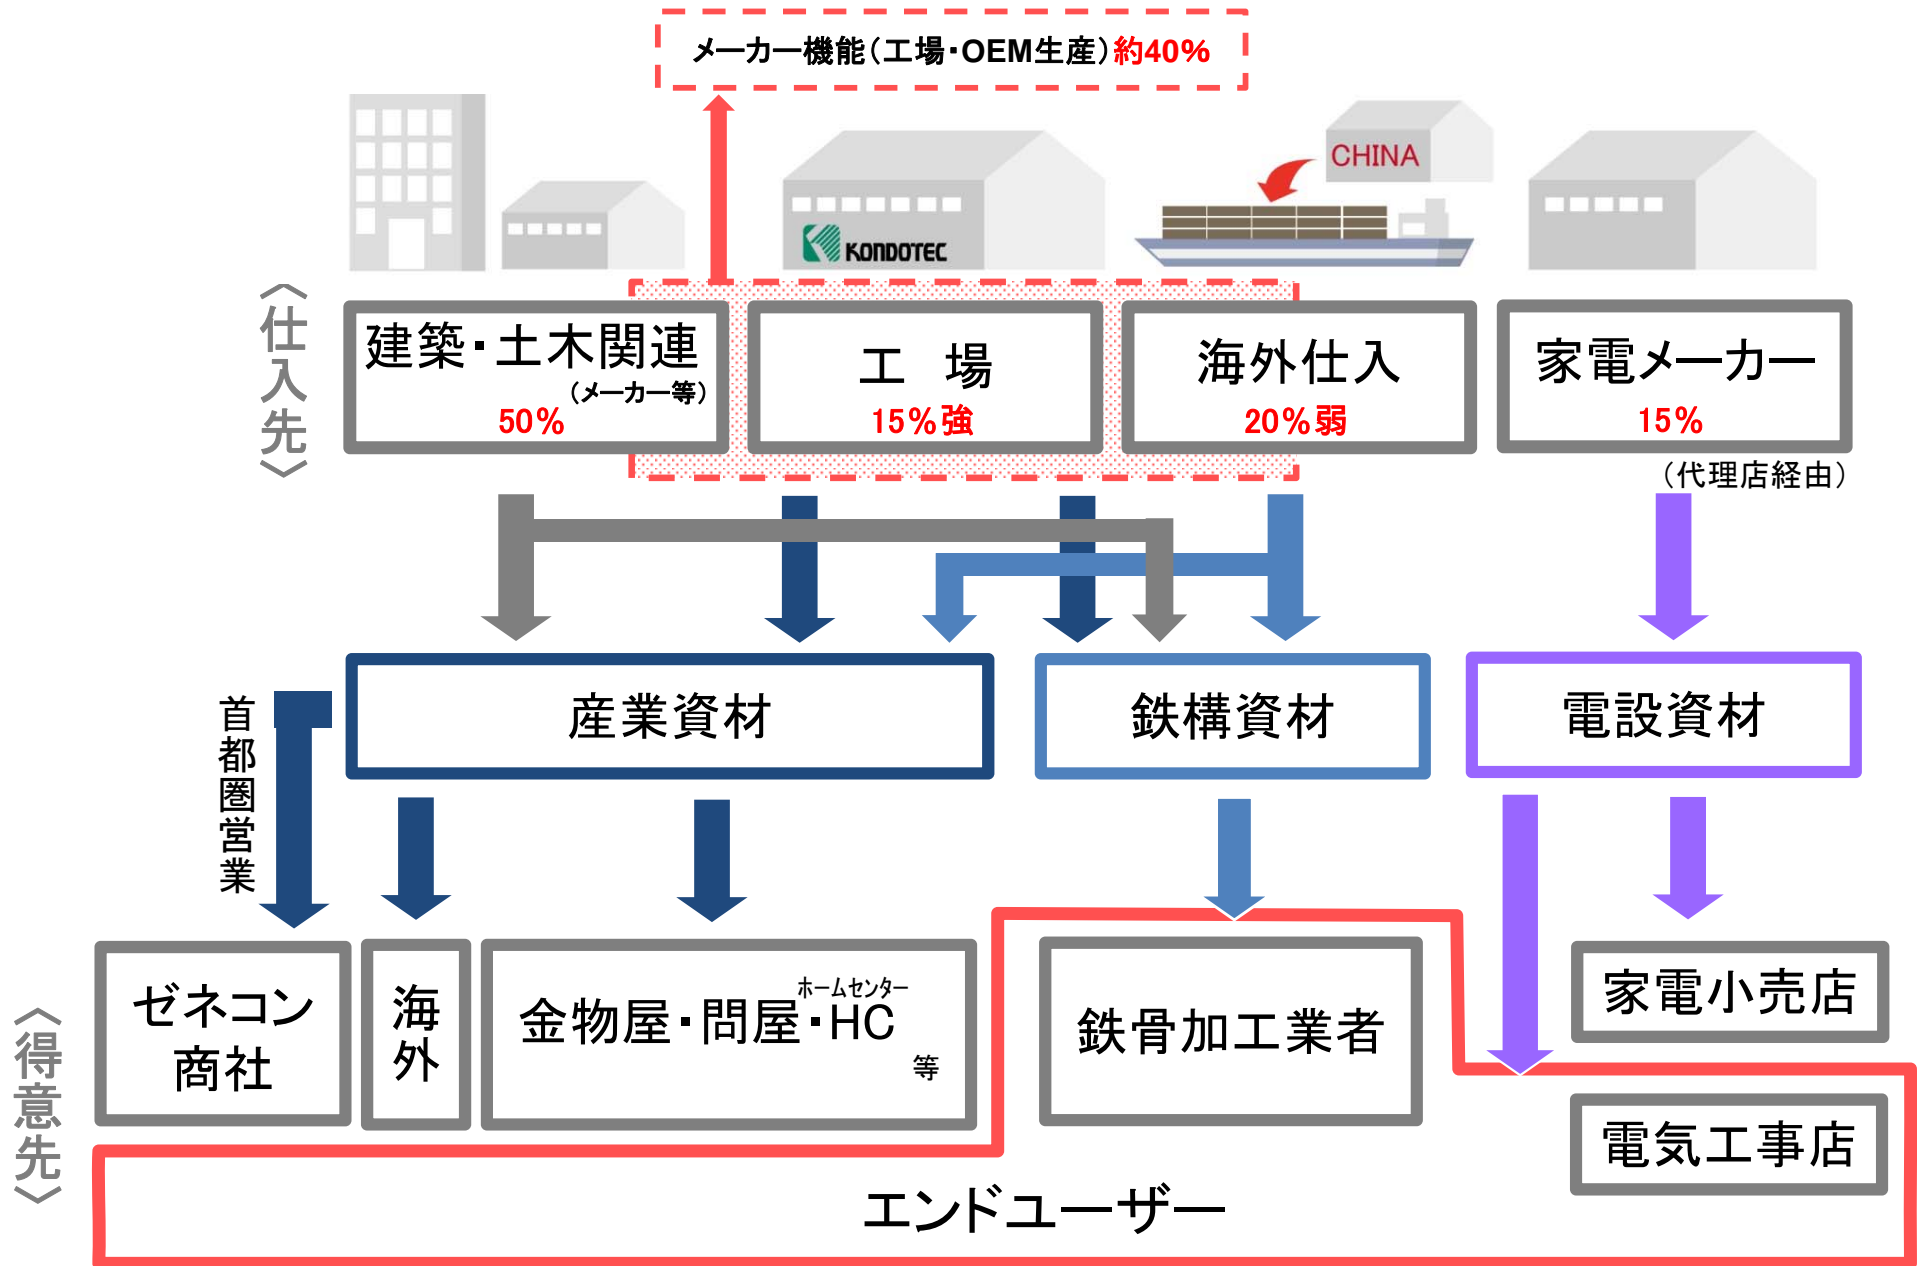 メーカー機能（工場・OEM生産）約40%
CHINA
KONDOTEC
〈仕入先〉
建築・土木関連
（メーカー等）
50%
工 場
15%強
海外仕入
20%弱
家電メーカー
15%
（代理店経由）
首都圏営業
産業資材
鉄構資材
電設資材
〈得意先〉
ゼネコン
商社
海外
ホームセンター
金物屋・問屋・HC
等
鉄骨加工業者
家電小売店
電気工事店
エンドユーザー